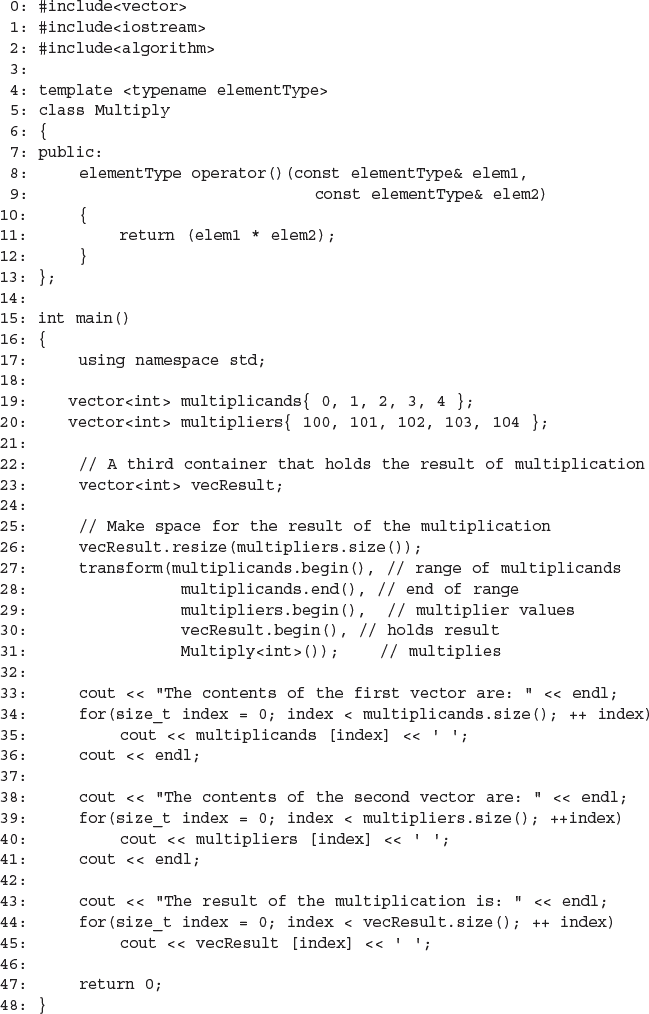 0: #include<vector>
1: #include<iostream>
2: #include<algorithm>
3:
4: template <typename elementType>
5: class Multiply
6: {
7: public:
8:     elementType operator()(const elementType& elem1,
9:                             const elementType& elem2)
10:     {
11:         return (elem1 * elem2);
12:     }
13: };
14:
15: int main()
16: {
17:     using namespace std;
18:
19:    vector<int> multiplicands{ 0, 1, 2, 3, 4 };
20:    vector<int> multipliers{ 100, 101, 102, 103, 104 };
21:
22:     // A third container that holds the result of multiplication
23:     vector<int> vecResult;
24:
25:     // Make space for the result of the multiplication
26:     vecResult.resize(multipliers.size());
27:     transform(multiplicands.begin(), // range of multiplicands
28:               multiplicands.end(), // end of range
29:               multipliers.begin(),  // multiplier values
30:               vecResult.begin(), // holds result
31:               Multiply<int>());    // multiplies
32:
33:     cout << "The contents of the first vector are: " << endl;
34:     for(size_t index = 0; index < multiplicands.size(); ++ index)
35:         cout << multiplicands [index] << ' ';
36:     cout << endl;
37:
38:     cout << "The contents of the second vector are: " << endl;
39:     for(size_t index = 0; index < multipliers.size(); ++index)
40:         cout << multipliers [index] << ' ';
41:     cout << endl;
42:
43:     cout << "The result of the multiplication is: " << endl;
44:     for(size_t index = 0; index < vecResult.size(); ++ index)
45:         cout << vecResult [index] << ' ';
46:
47:     return 0;
48: }